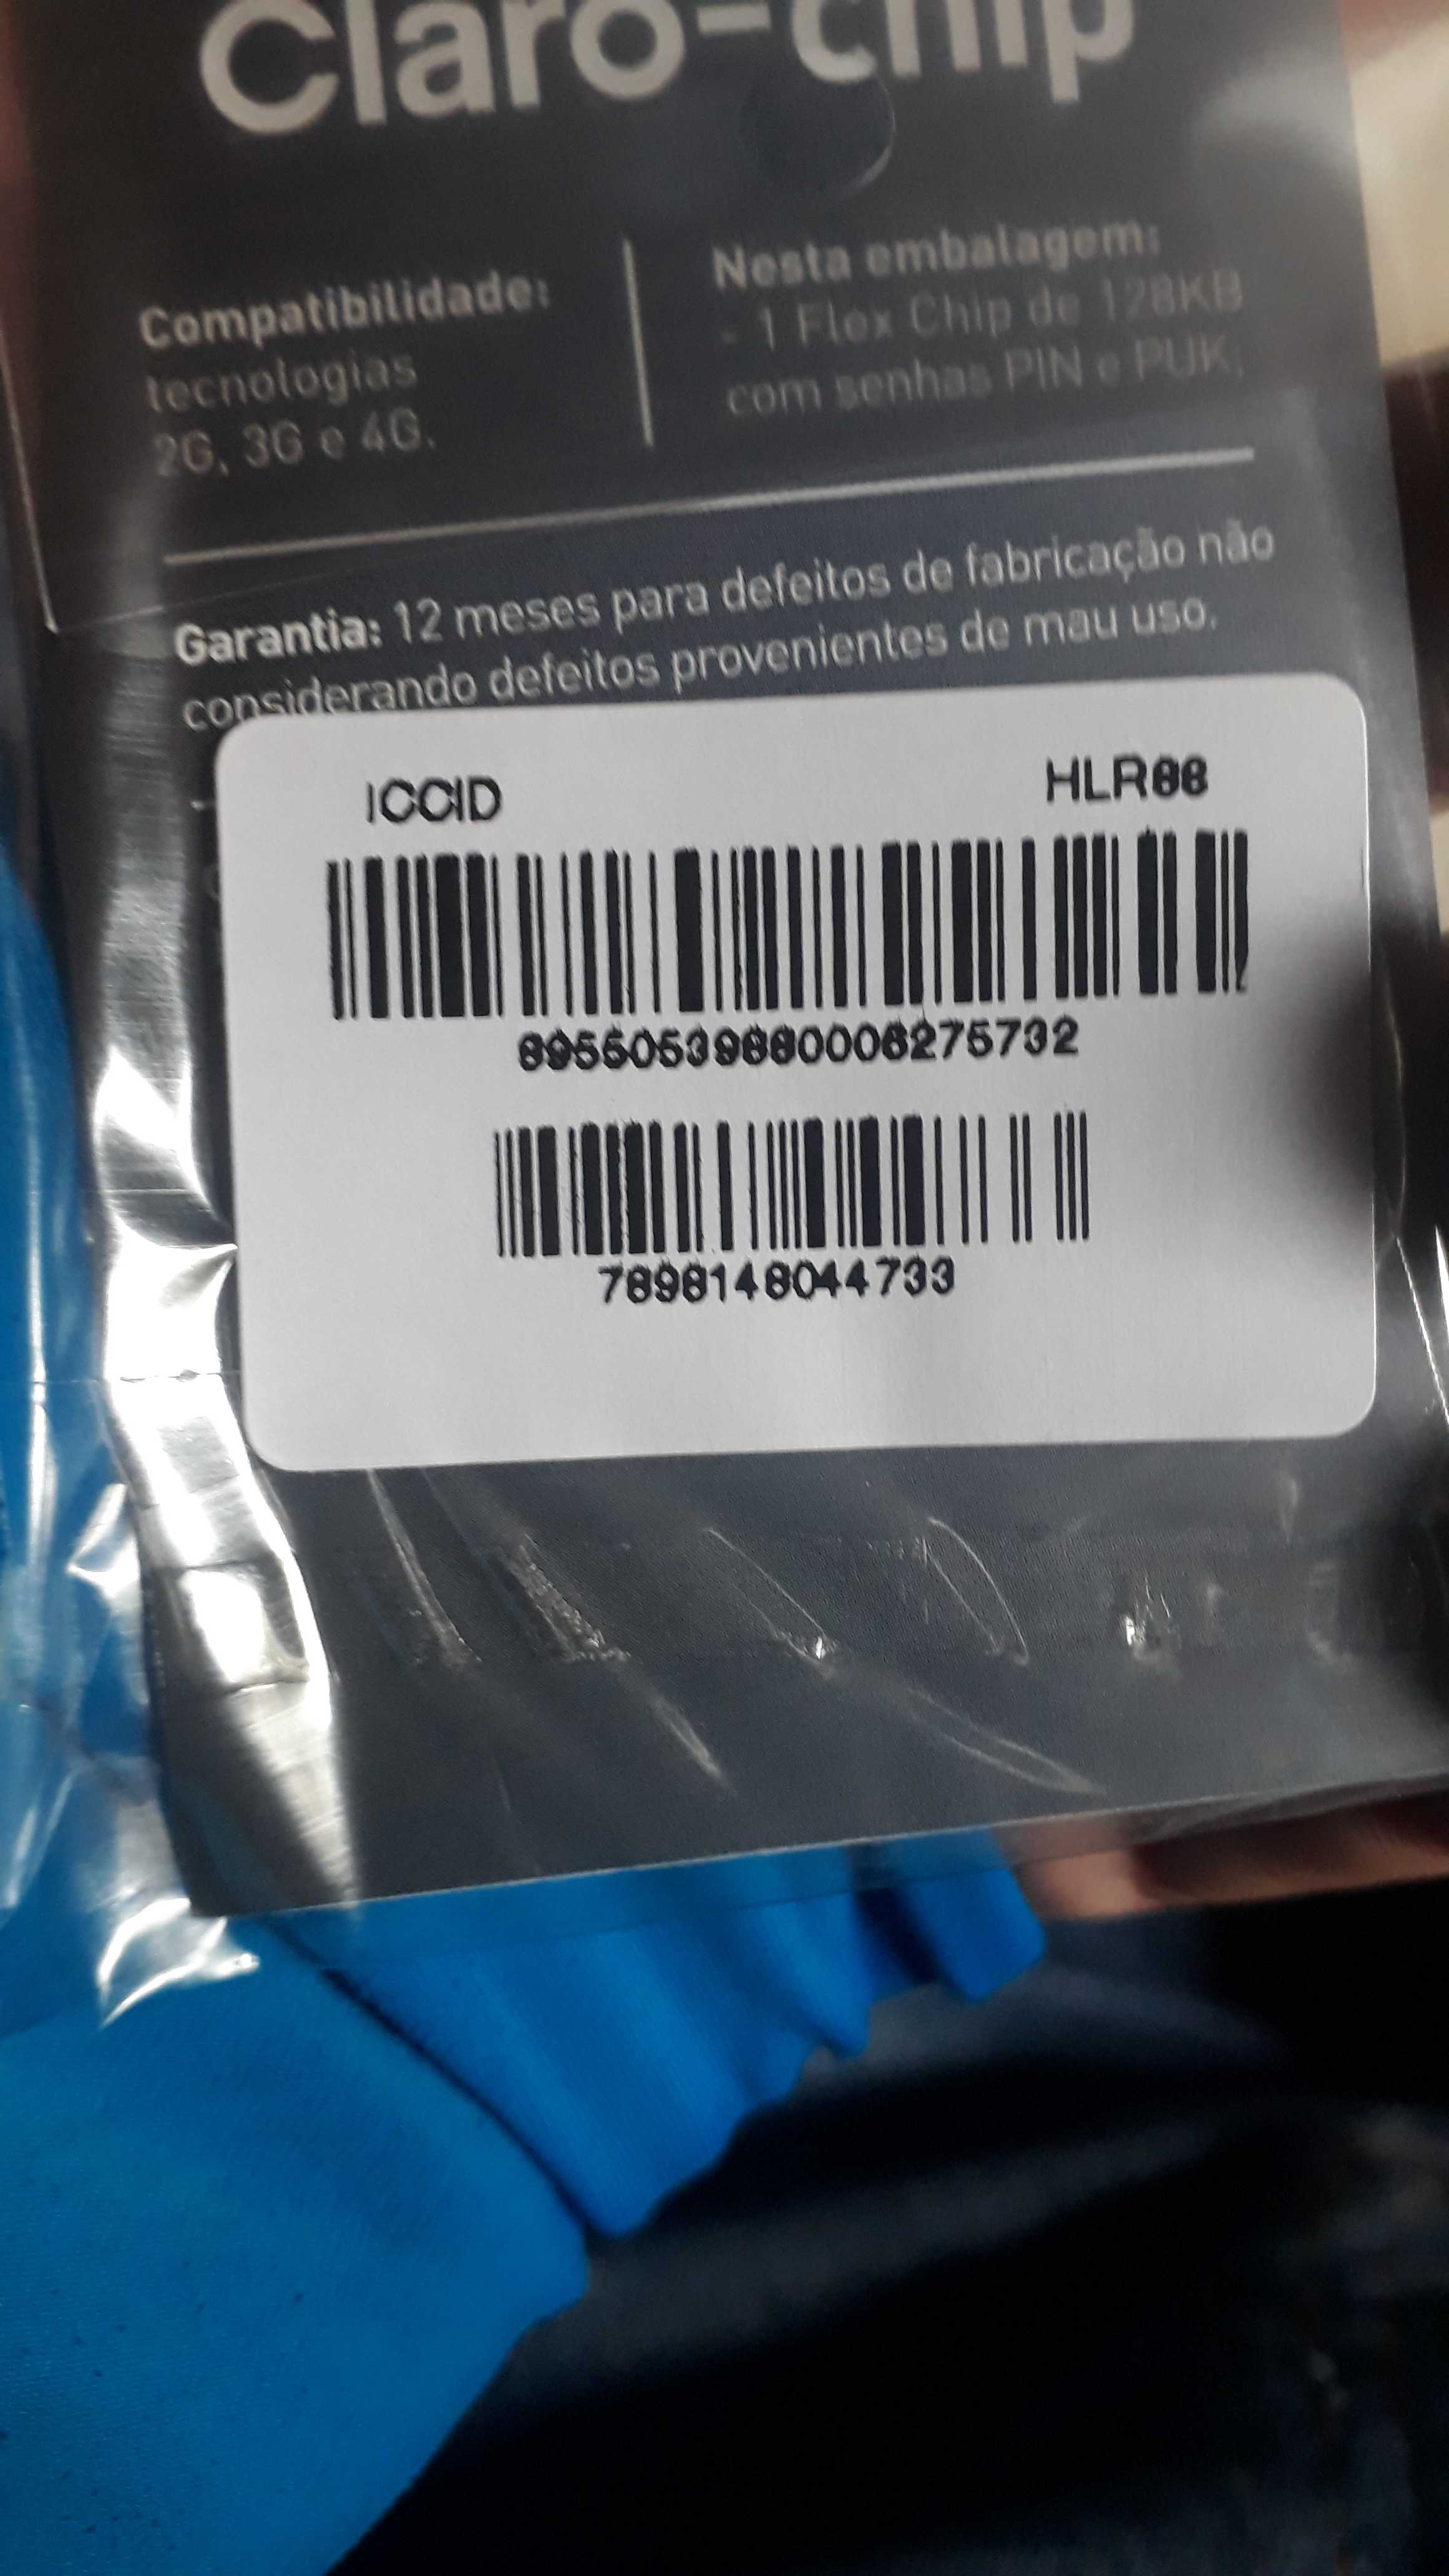 Claro-chip
Compatibilidade:
tecnologias
2G, 3G e 4G.
Nesta embalagem:
- 1 Flex Chip de 128KB
com senhas PIN e PUK;
Garantia: 12 meses para defeitos de fabricação não
considerando defeitos provenientes de mau uso.
ICCID HLR88
89550539880006275732
7898148044733